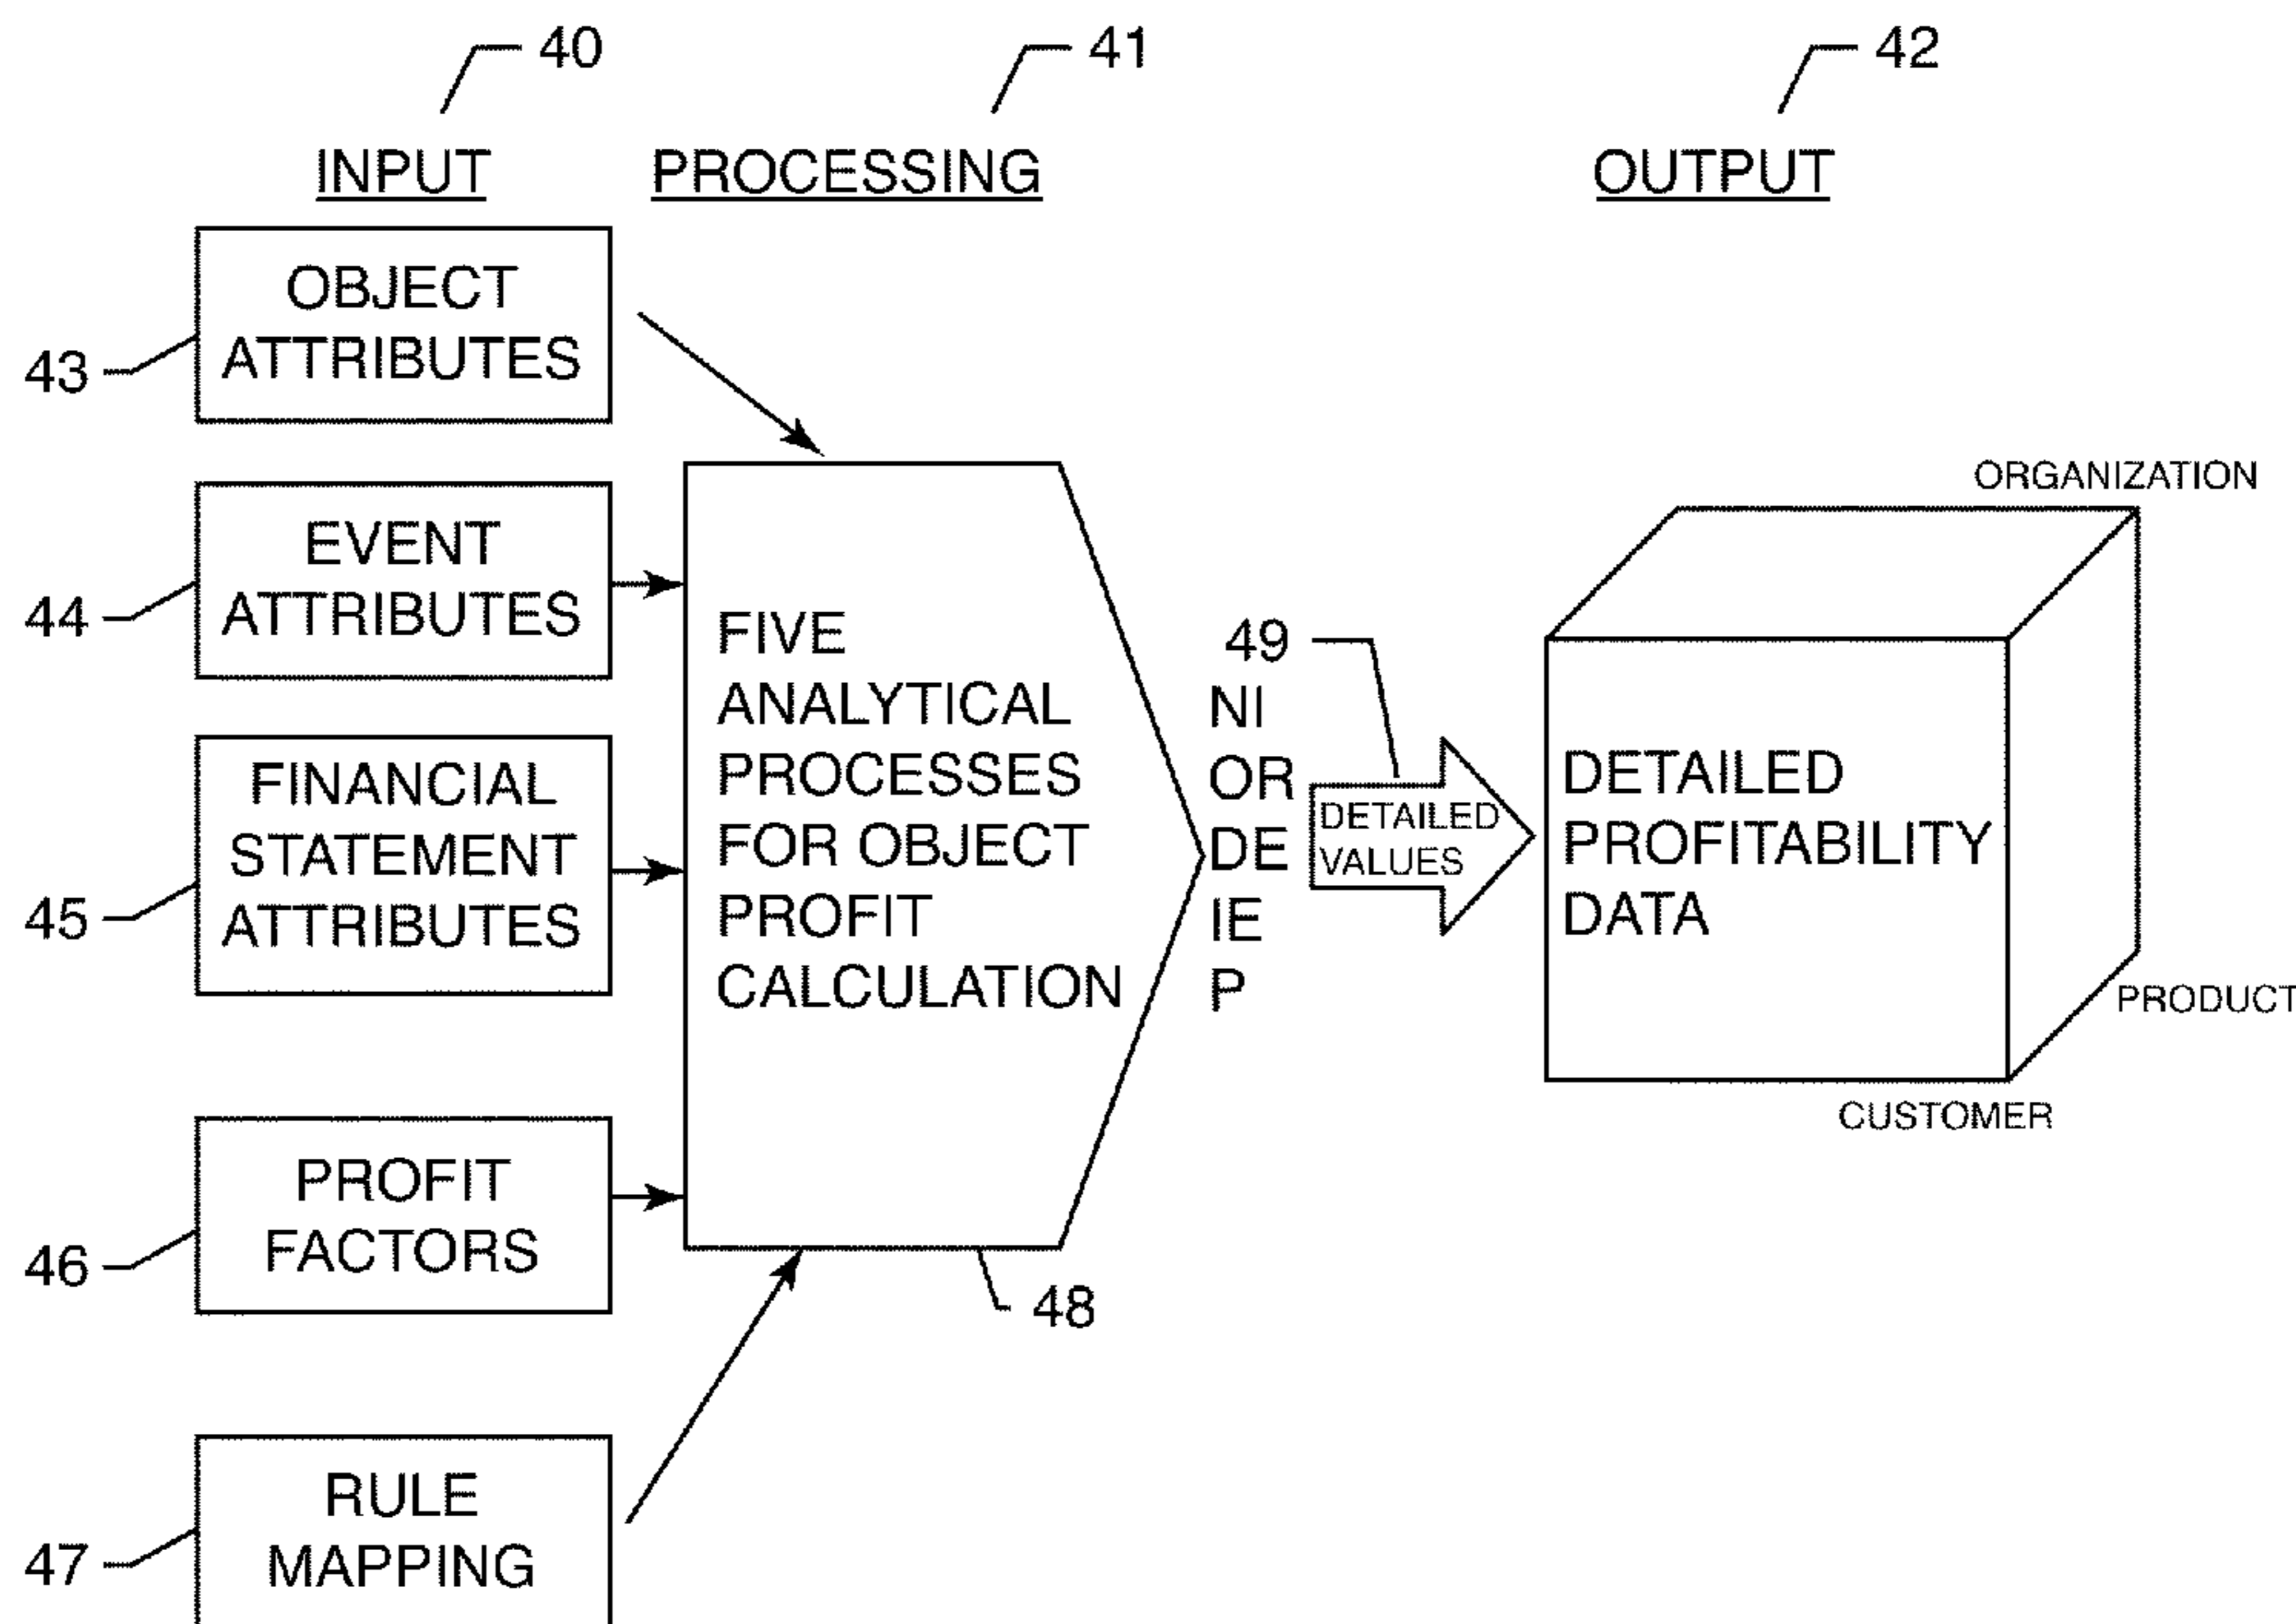 40
41
42
INPUT
PROCESSING
OUTPUT
OBJECT
ATTRIBUTES
43
EVENT
ATTRIBUTES
44
FINANCIAL
STATEMENT
ATTRIBUTES
45
PROFIT
FACTORS
46
RULE
MAPPING
47
FIVE
ANALYTICAL
PROCESSES
FOR OBJECT
PROFIT
CALCULATION
48
NI
OR
DE
IE
P
49
DETAILED
VALUES
DETAILED
PROFITABILITY
DATA
ORGANIZATION
PRODUCT
CUSTOMER